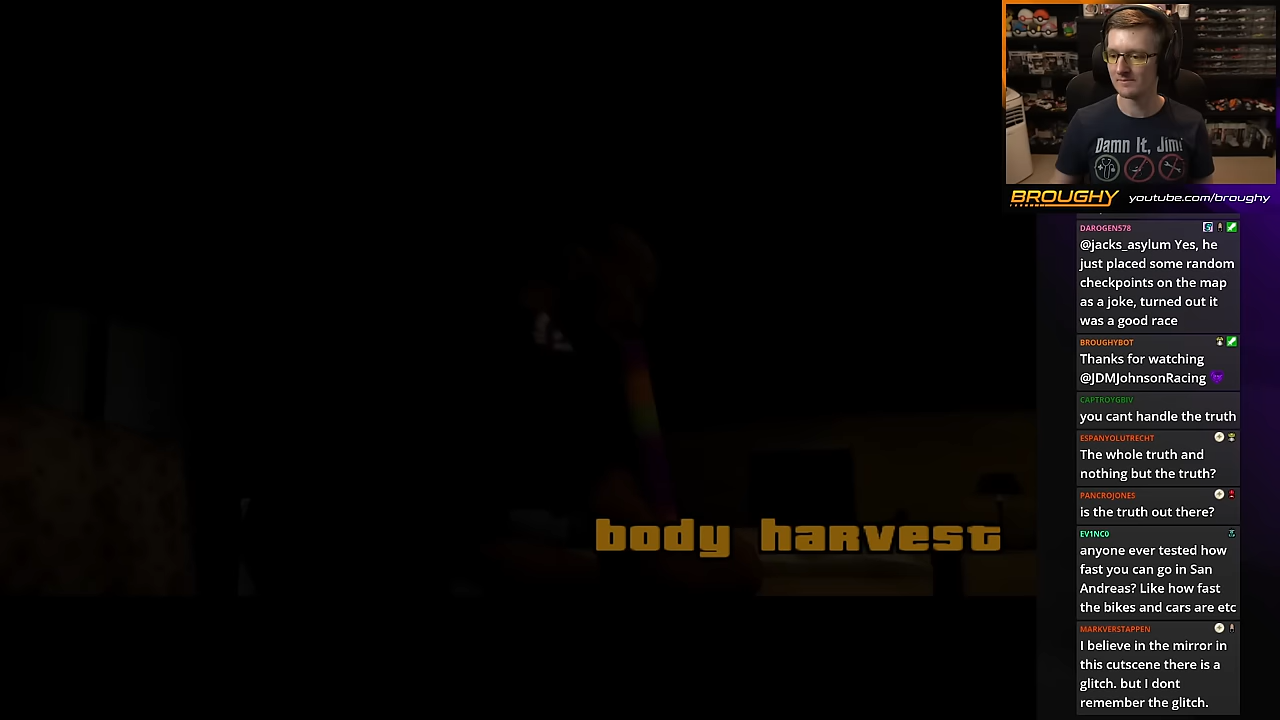 Damn It, Jim!
BROUGHY youtube.com/broughy
DAROGEN578
@jacks_asylum Yes, he
just placed some random
checkpoints on the map
as a joke, turned out it
was a good race
BROUGHYBOT
Thanks for watching
@JDMJohnsonRacing
CAPTROYGBIV
you cant handle the truth
ESPANYOLUTRECHT
The whole truth and
nothing but the truth?
PANCROJONES
is the truth out there?
EV1NC0
anyone ever tested how
fast you can go in San
Andreas? Like how fast
the bikes and cars are etc
MARKVERSTAPPEN
I believe in the mirror in
this cutscene there is a
glitch. but I dont
remember the glitch.
body harvest